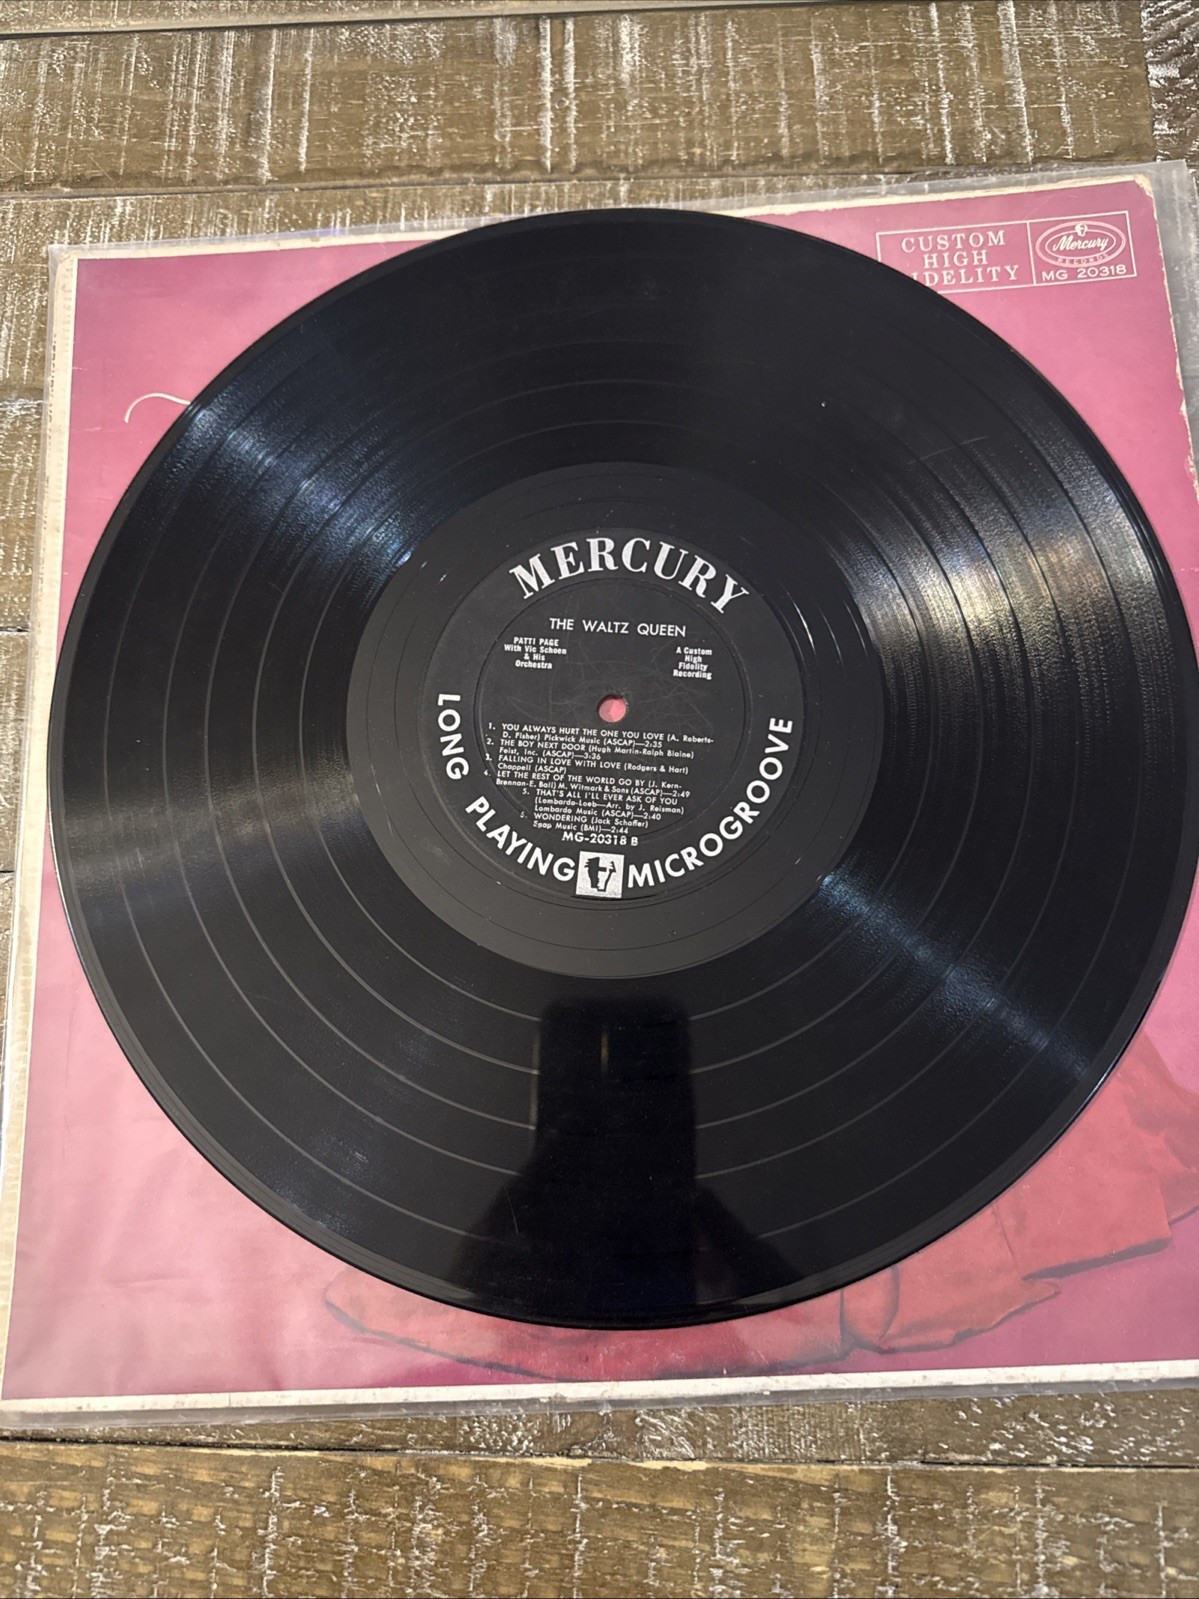 CUSTOM
HIGH
IDELITY
Mercury
RECORDS
MG 20318
MERCURY
THE WALTZ QUEEN
PATTI PAGE
With Vic Schoen
& His
Orchestra
A Custom
High
Fidelity
Recording
1. YOU ALWAYS HURT THE ONE YOU LOVE (A. Roberts-
D. Fisher) Pickwick Music (ASCAP)—2:35
2. THE BOY NEXT DOOR (Hugh Martin-Ralph Blaine)
Feist, Inc. (ASCAP)—3:36
3. FALLING IN LOVE WITH LOVE (Rodgers & Hart)
Chappell (ASCAP)
4. LET THE REST OF THE WORLD GO BY (J. Kern-
Brennan-E. Ball) M. Witmark & Sons (ASCAP)—2:49
5. THAT'S ALL I'LL EVER ASK OF YOU
(Lombardo-Loeb—Arr. by J. Reisman)
Lombardo Music (ASCAP)—2:40
WONDERING (Jack Schaffer)
Music (BMI)—2:44
MG-20318 B
LONG PLAYING MICROGROOVE